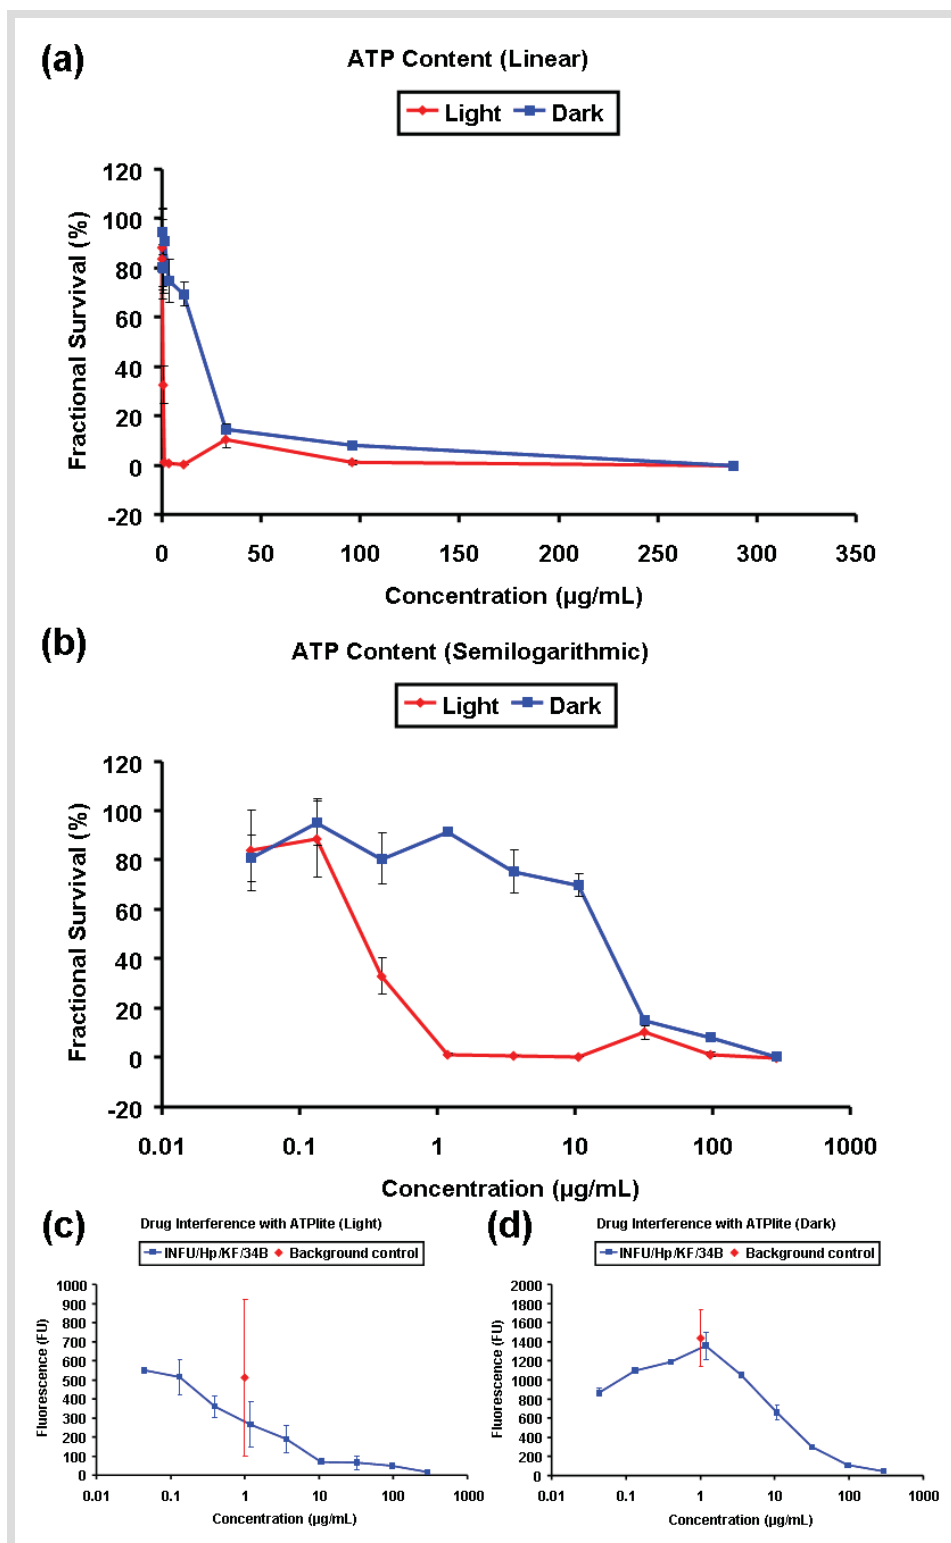 (a)
ATP Content (Linear)
Light Dark
120
100
80
60
40
20
0
-20
Fractional Survival (%)
0 50 100 150 200 250 300 350
Concentration (µg/mL)
(b)
ATP Content (Semilogarithmic)
Light Dark
120
100
80
60
40
20
0
-20
Fractional Survival (%)
0.01 0.1 1 10 100 1000
Concentration (µg/mL)
(c)
Drug Interference with ATPlite (Light)
INFU/Hp/KF/34B Background control
1000
900
800
700
600
500
400
300
200
100
0
Fluorescence (FU)
0.01 0.1 1 10 100 1000
Concentration (µg/mL)
(d)
Drug Interference with ATPlite (Dark)
INFU/Hp/KF/34B Background control
2000
1800
1600
1400
1200
1000
800
600
400
200
0
Fluorescence (FU)
0.01 0.1 1 10 100 1000
Concentration (µg/mL)